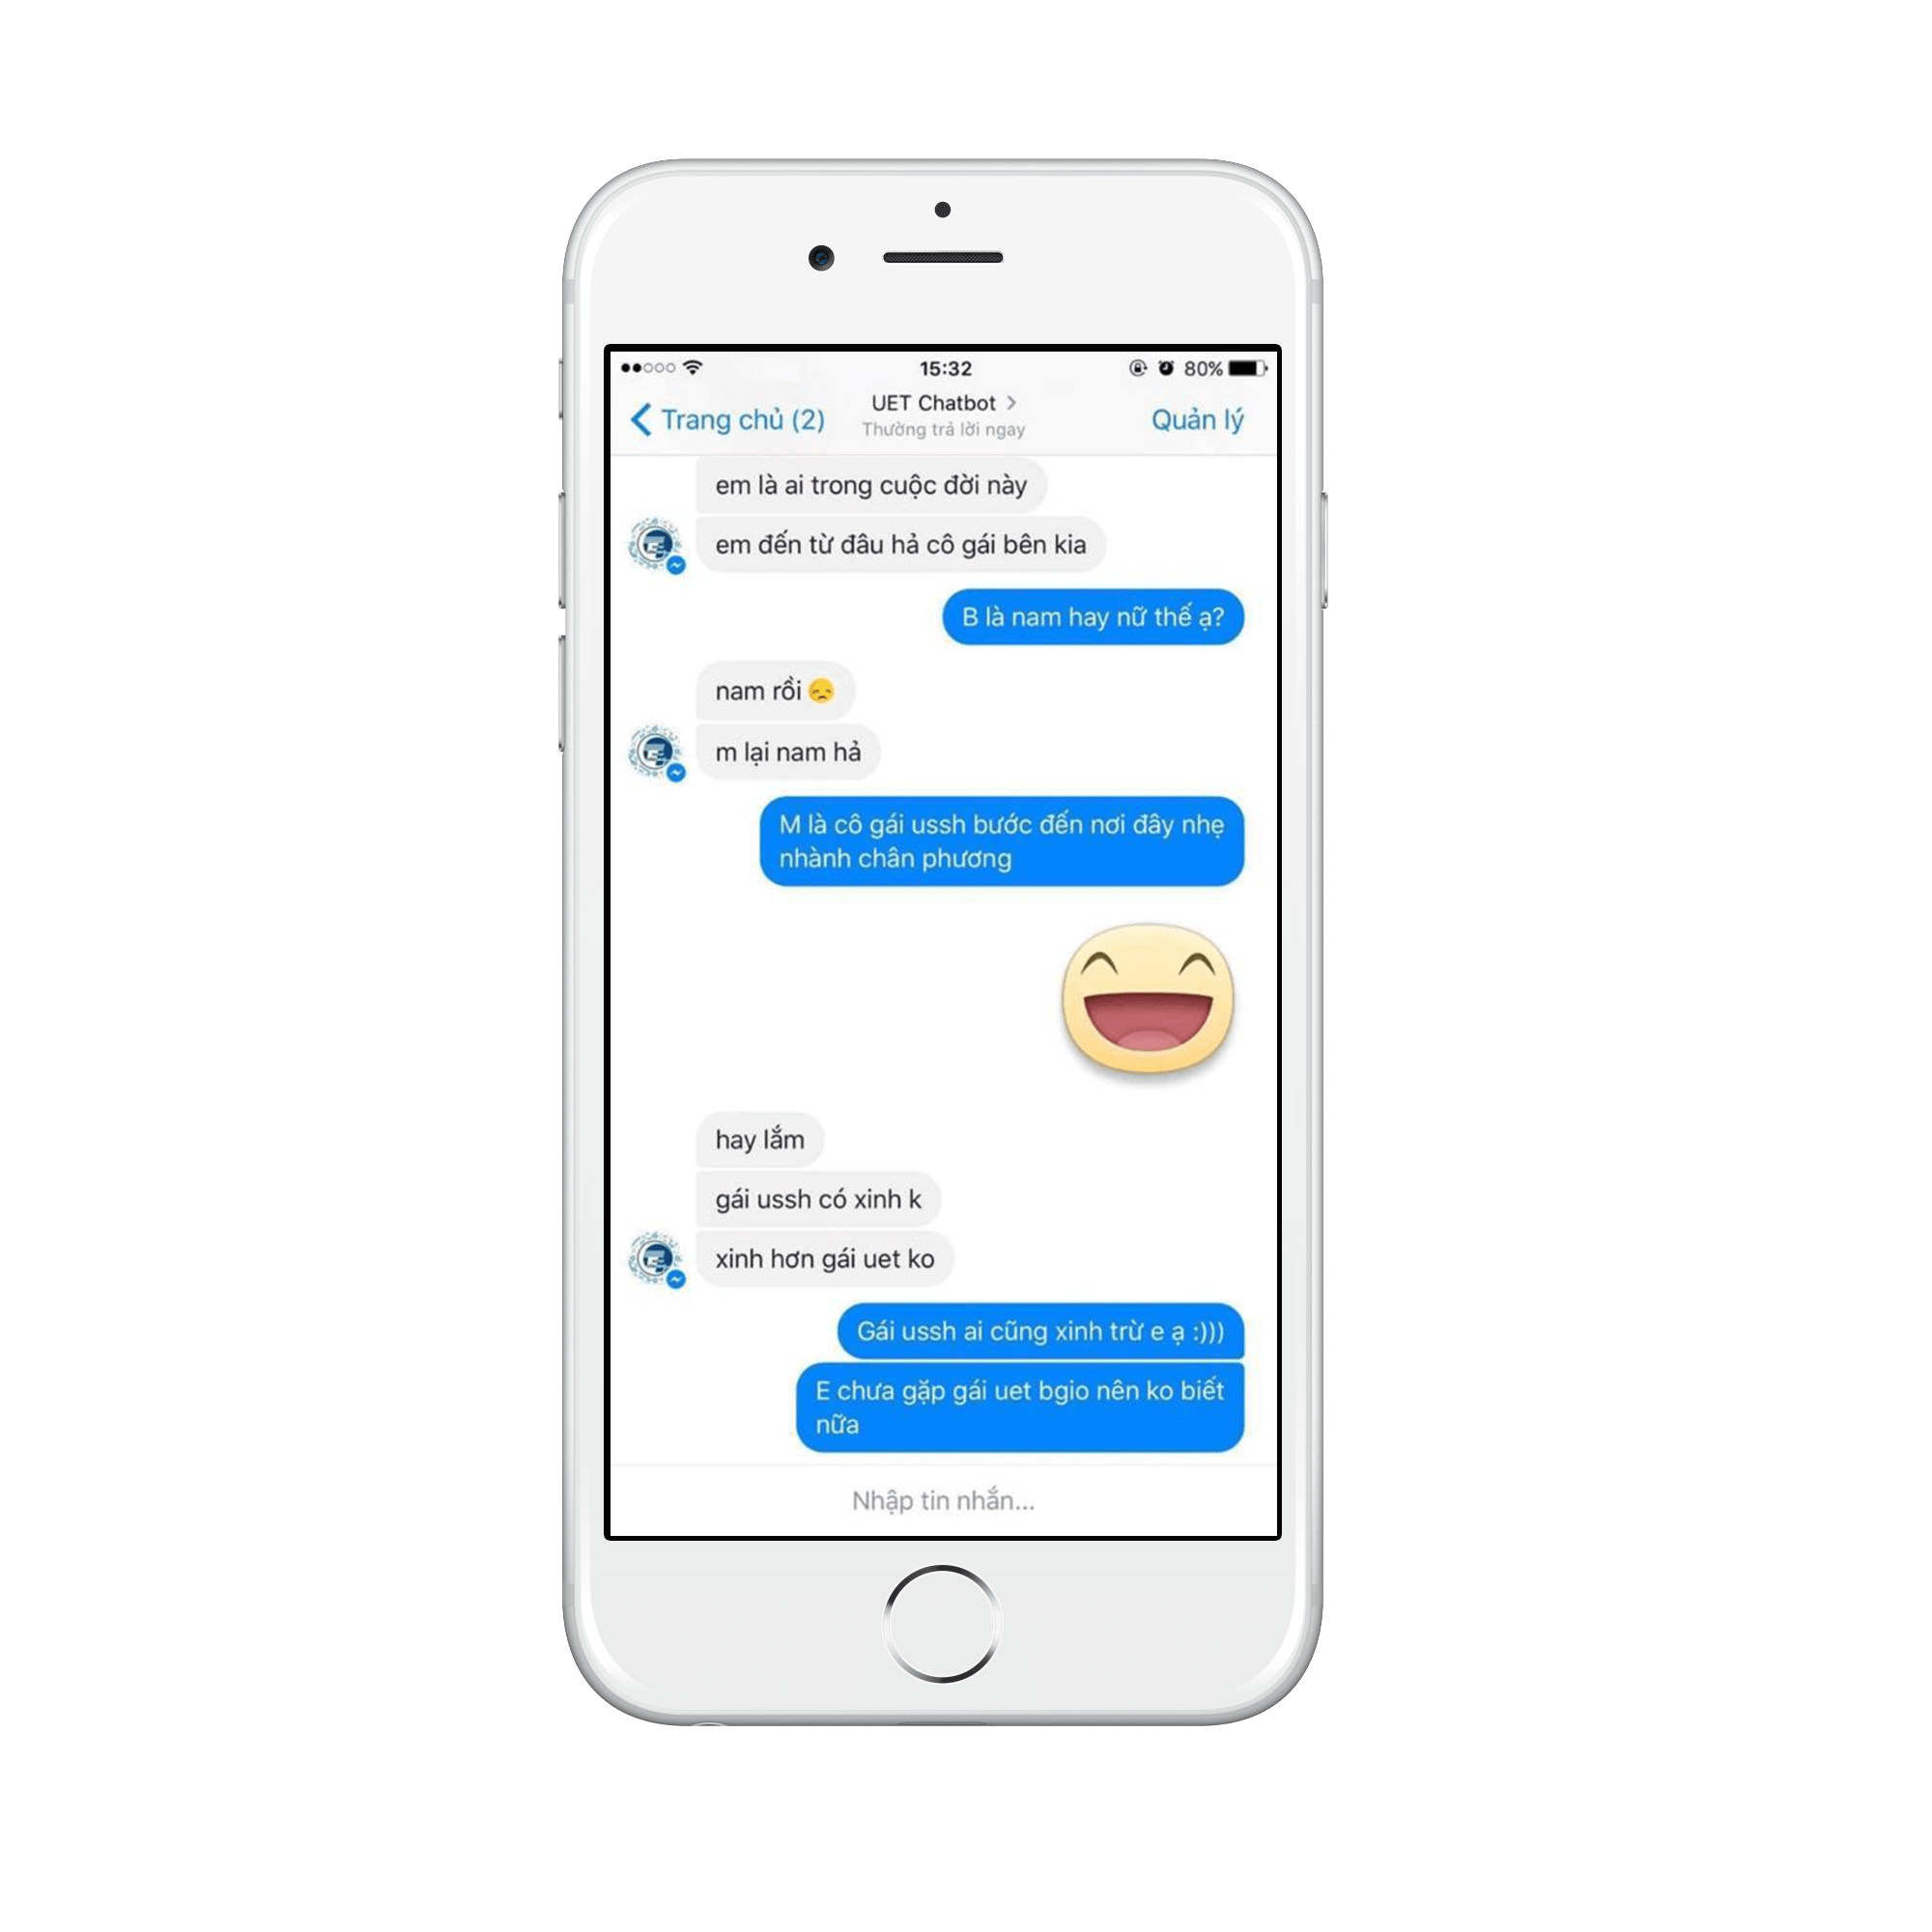 15:32
80%
Trang chủ (2)
UET Chatbot
Thường trả lời ngay
Quản lý
em là ai trong cuộc đời này
em đến từ đâu hả cô gái bên kia
B là nam hay nữ thế ạ?
nam rồi 😞
m lại nam hả
M là cô gái ussh bước đến nơi đây nhẹ
nhành chân phương
hay lắm
gái ussh có xinh k
xinh hơn gái uet ko
Gái ussh ai cũng xinh trừ e ạ :)))
E chưa gặp gái uet bgio nên ko biết
nữa
Nhập tin nhắn...